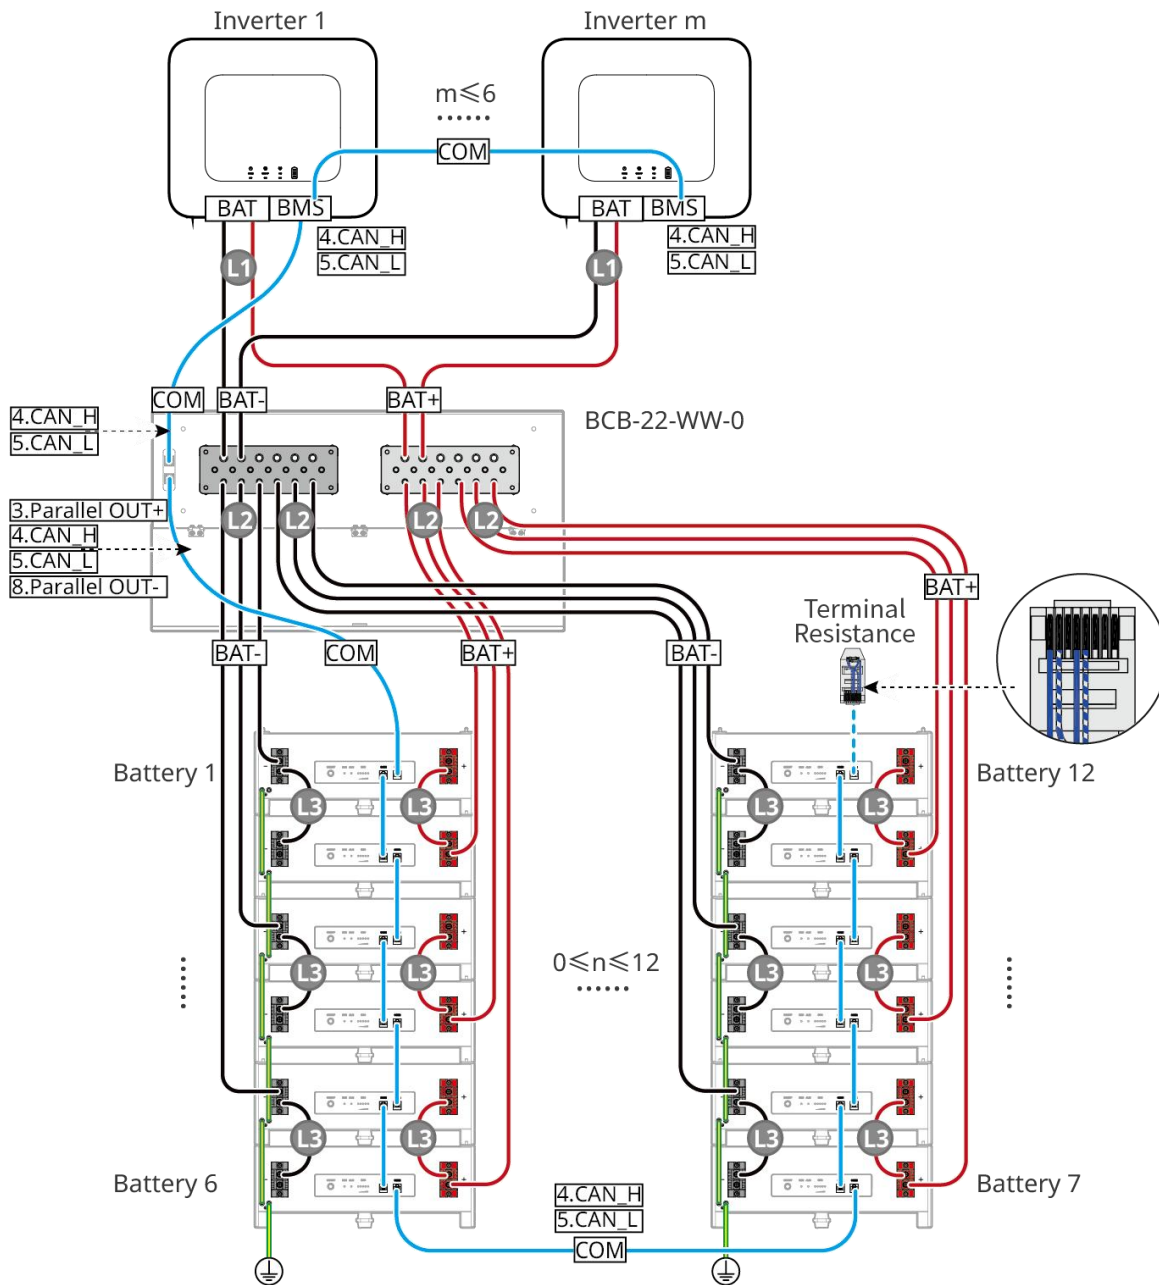 Inverter 1
Inverter m
m≤6
......
COM
BAT
BMS
BAT
BMS
4.CAN_H
5.CAN_L
4.CAN_H
5.CAN_L
L1
L1
COM
BAT-
BAT+
4.CAN_H
5.CAN_L
BCB-22-WW-0
3.Parallel OUT+
4.CAN_H
5.CAN_L
8.Parallel OUT-
L2
L2
L2
L2
BAT+
Terminal
Resistance
BAT-
COM
BAT+
BAT-
Battery 1
Battery 12
L3
L3
L3
L3
0≤n≤12
......
L3
L3
L3
L3
L3
L3
L3
L3
Battery 6
Battery 7
4.CAN_H
5.CAN_L
COM